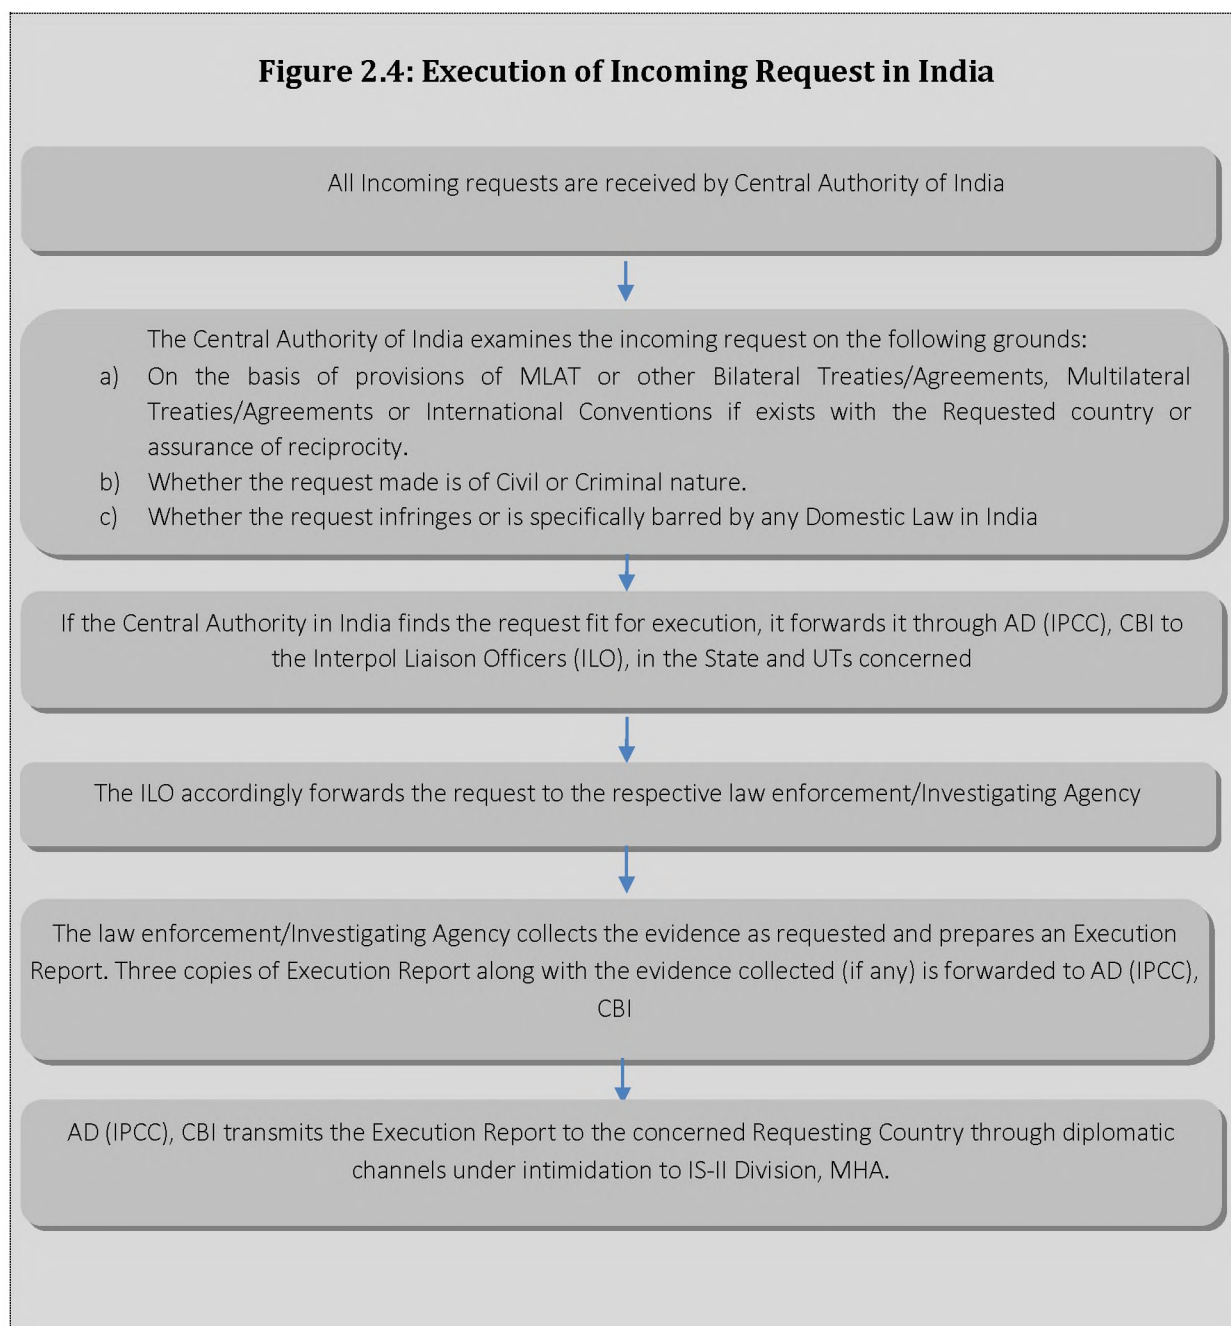 Figure 2.4: Execution of Incoming Request in India
All Incoming requests are received by Central Authority of India
The Central Authority of India examines the incoming request on the following grounds:
a) On the basis of provisions of MLAT or other Bilateral Treaties/Agreements, Multilateral
Treaties/Agreements or International Conventions if exists with the Requested country or
assurance of reciprocity.
b) Whether the request made is of Civil or Criminal nature.
c) Whether the request infringes or is specifically barred by any Domestic Law in India
If the Central Authority in India finds the request fit for execution, it forwards it through AD (IPCC), CBI to
the Interpol Liaison Officers (ILO), in the State and UTs concerned
The ILO accordingly forwards the request to the respective law enforcement/Investigating Agency
The law enforcement/Investigating Agency collects the evidence as requested and prepares an Execution
Report. Three copies of Execution Report along with the evidence collected (if any) is forwarded to AD (IPCC),
CBI
AD (IPCC), CBI transmits the Execution Report to the concerned Requesting Country through diplomatic
channels under intimidation to IS-II Division, MHA.